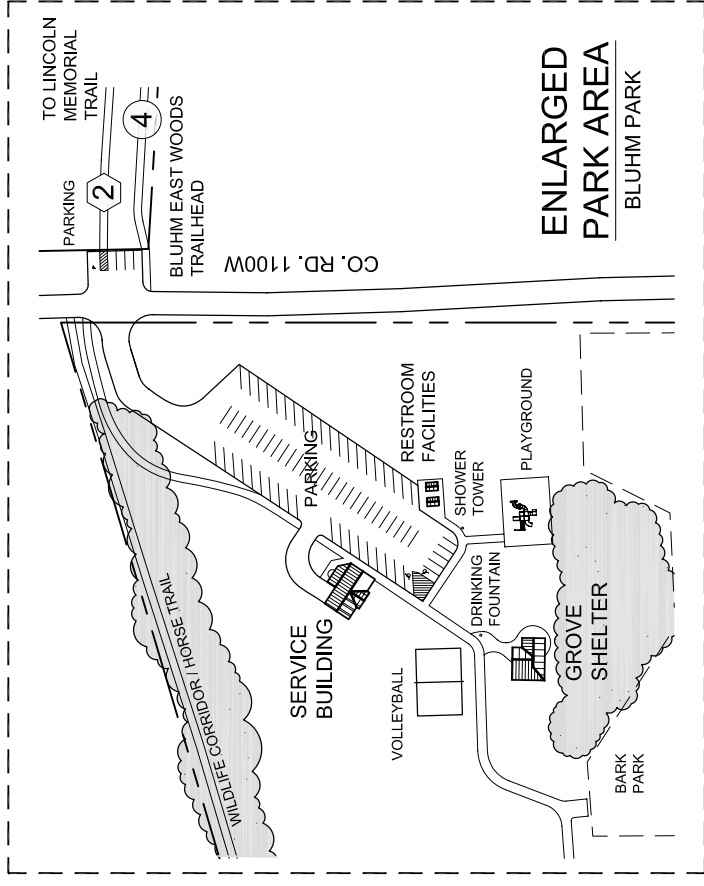 TO LINCOLN
MEMORIAL
TRAIL
PARKING
2
4
BLUHM EAST WOODS
TRAILHEAD
CO. RD. 1100W
ENLARGED
PARK AREA
BLUHM PARK
WILDLIFE CORRIDOR / HORSE TRAIL
PARKING
RESTROOM
FACILITIES
SHOWER
TOWER
PLAYGROUND
SERVICE
BUILDING
DRINKING
FOUNTAIN
VOLLEYBALL
GROVE
SHELTER
BARK
PARK